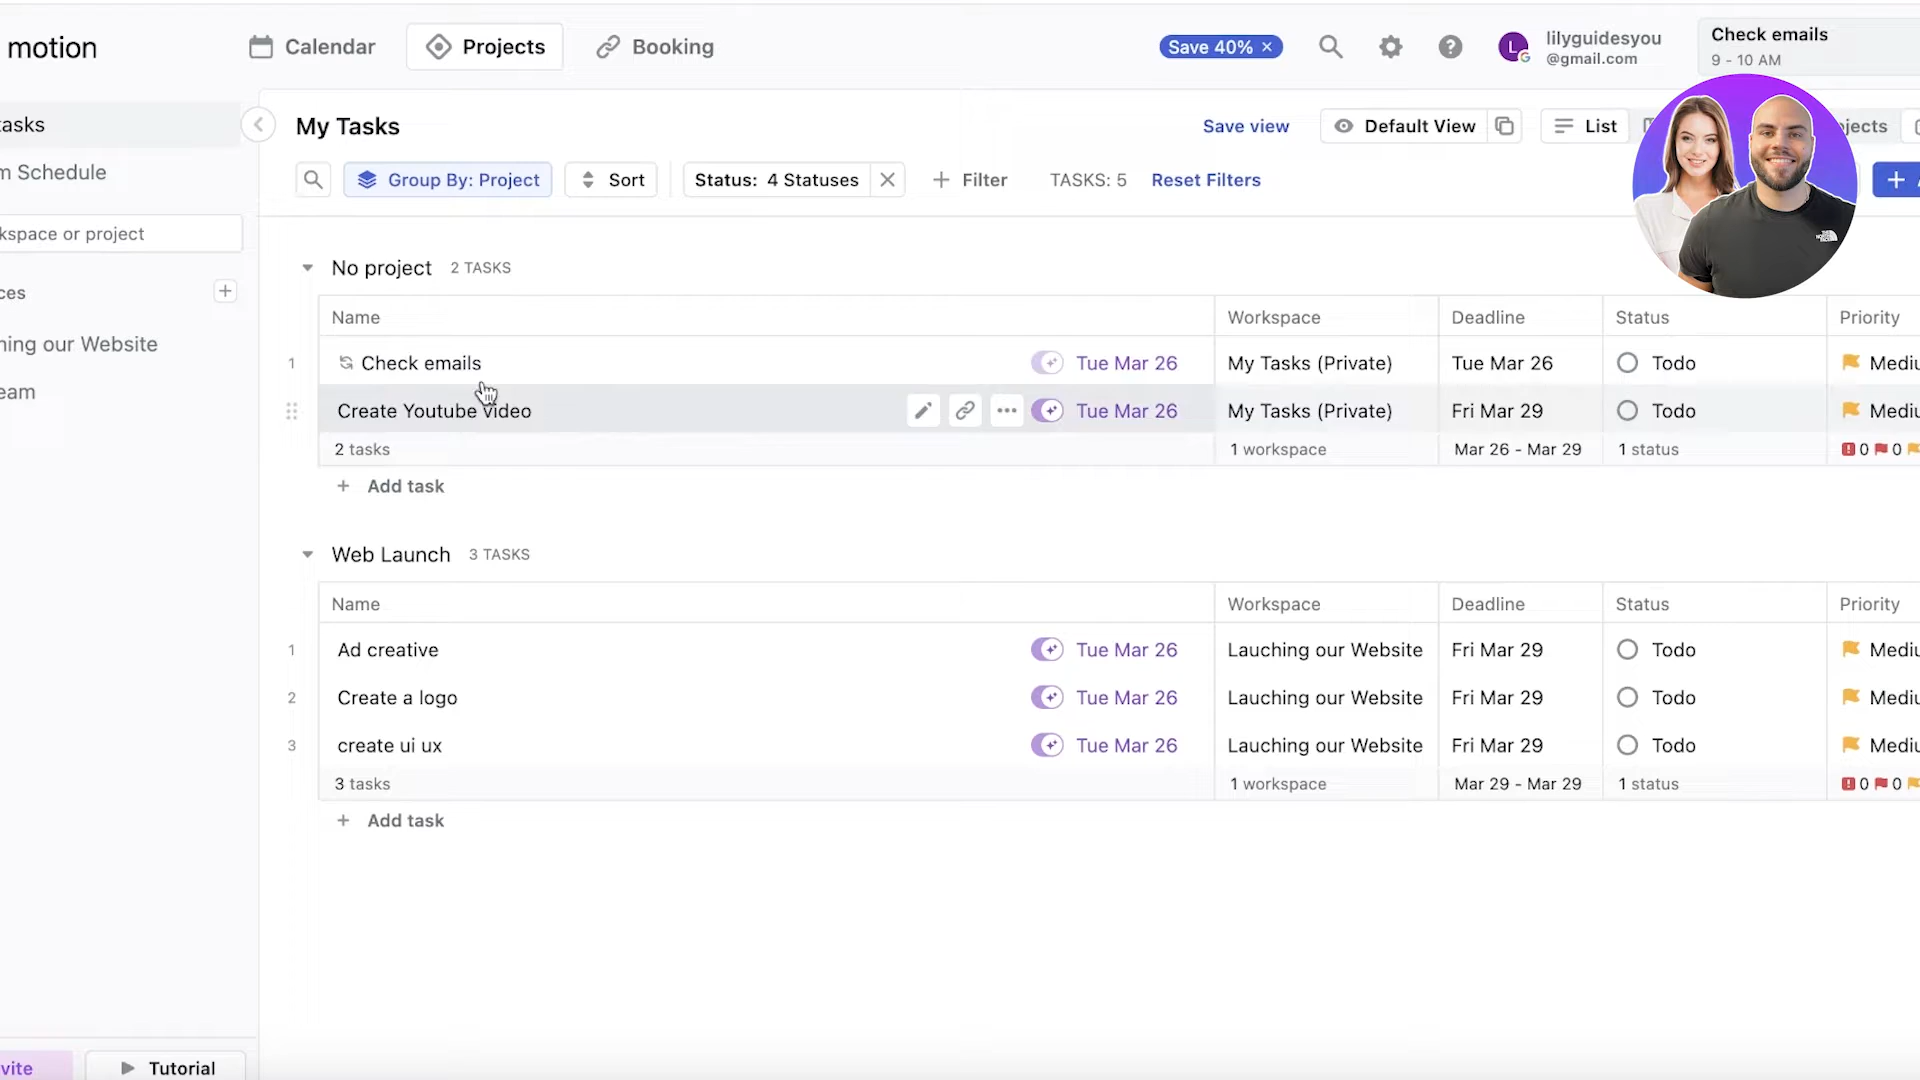 motion
Calendar
Projects
Booking
Save 40% ×
L
lilyguidesyou
@gmail.com
Check emails
9 - 10 AM
asks
m Schedule
kspace or project
ces
ning our Website
eam
vite
Tutorial
My Tasks
Save view
Default View
List
jects
Group By: Project
Sort
Status: 4 Statuses
+ Filter
TASKS: 5
Reset Filters
No project 2 TASKS
Name Workspace Deadline Status Priority
1 Check emails Tue Mar 26 My Tasks (Private) Tue Mar 26 Todo Mediu
Create Youtube video Tue Mar 26 My Tasks (Private) Fri Mar 29 Todo Mediu
2 tasks 1 workspace Mar 26 - Mar 29 1 status 0 0
+ Add task
Web Launch 3 TASKS
Name Workspace Deadline Status Priority
1 Ad creative Tue Mar 26 Lauching our Website Fri Mar 29 Todo Mediu
2 Create a logo Tue Mar 26 Lauching our Website Fri Mar 29 Todo Mediu
3 create ui ux Tue Mar 26 Lauching our Website Fri Mar 29 Todo Mediu
3 tasks 1 workspace Mar 29 - Mar 29 1 status 0 0
+ Add task